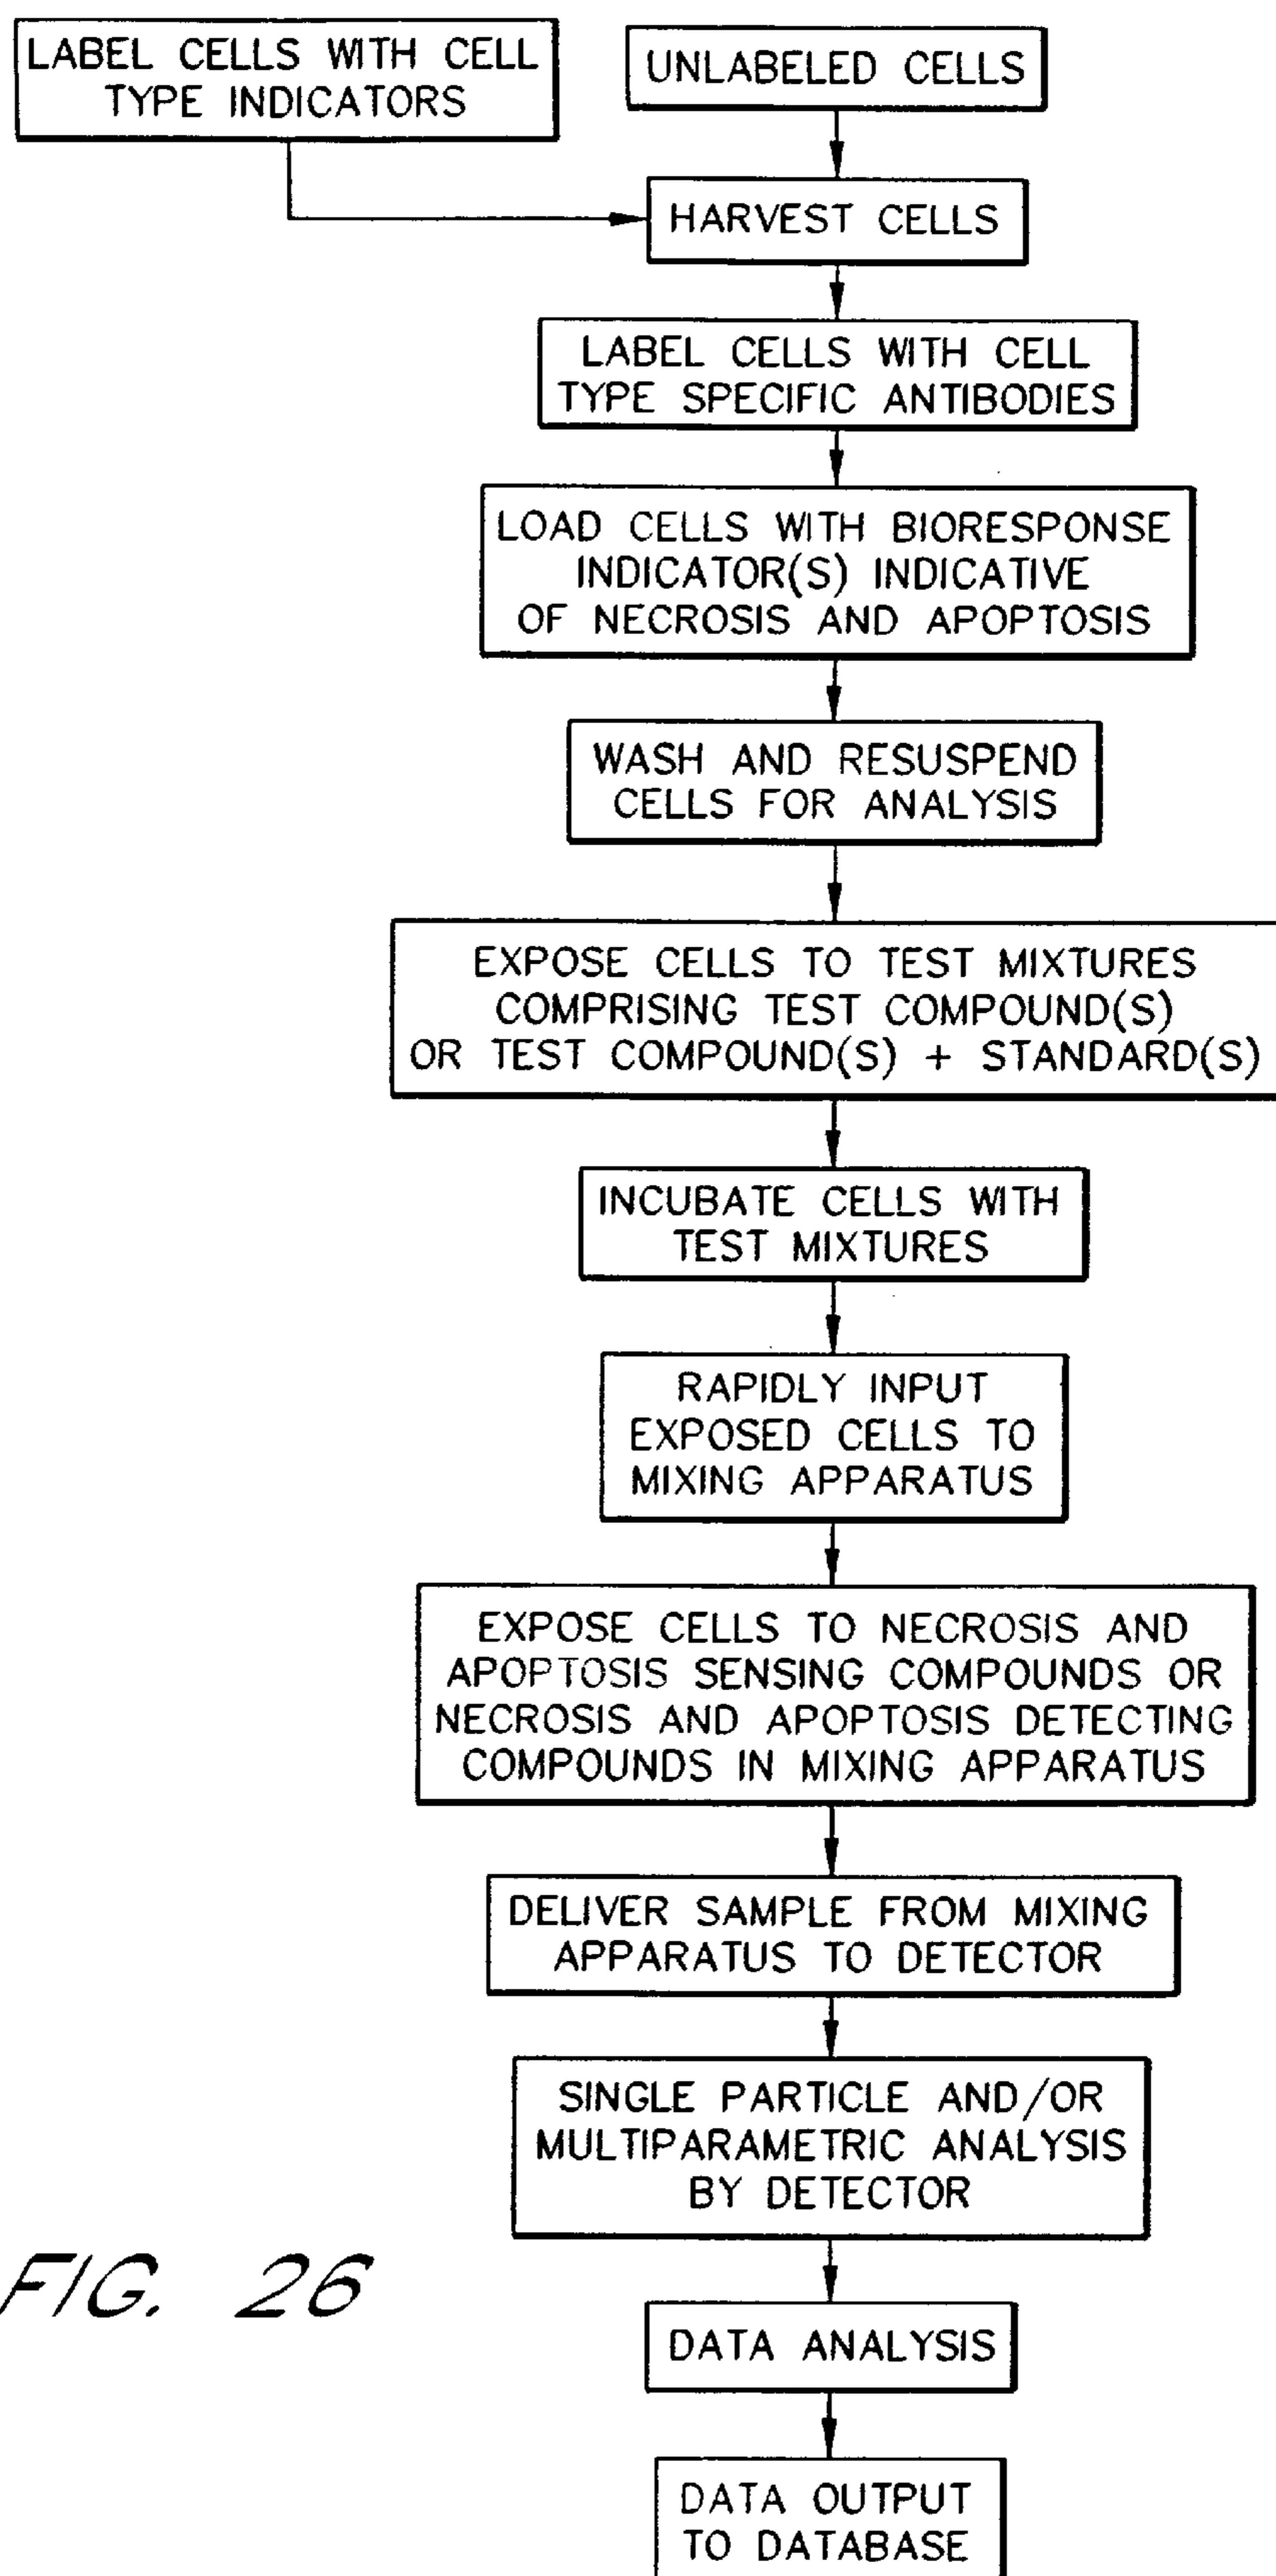 LABEL CELLS WITH CELL
TYPE INDICATORS
UNLABELED CELLS
HARVEST CELLS
LABEL CELLS WITH CELL
TYPE SPECIFIC ANTIBODIES
LOAD CELLS WITH BIORESPONSE
INDICATOR(S) INDICATIVE
OF NECROSIS AND APOPTOSIS
WASH AND RESUSPEND
CELLS FOR ANALYSIS
EXPOSE CELLS TO TEST MIXTURES
COMPRISING TEST COMPOUND(S)
OR TEST COMPOUND(S) + STANDARD(S)
INCUBATE CELLS WITH
TEST MIXTURES
RAPIDLY INPUT
EXPOSED CELLS TO
MIXING APPARATUS
EXPOSE CELLS TO NECROSIS AND
APOPTOSIS SENSING COMPOUNDS OR
NECROSIS AND APOPTOSIS DETECTING
COMPOUNDS IN MIXING APPARATUS
DELIVER SAMPLE FROM MIXING
APPARATUS TO DETECTOR
SINGLE PARTICLE AND/OR
MULTIPARAMETRIC ANALYSIS
BY DETECTOR
DATA ANALYSIS
DATA OUTPUT
TO DATABASE
FIG. 26